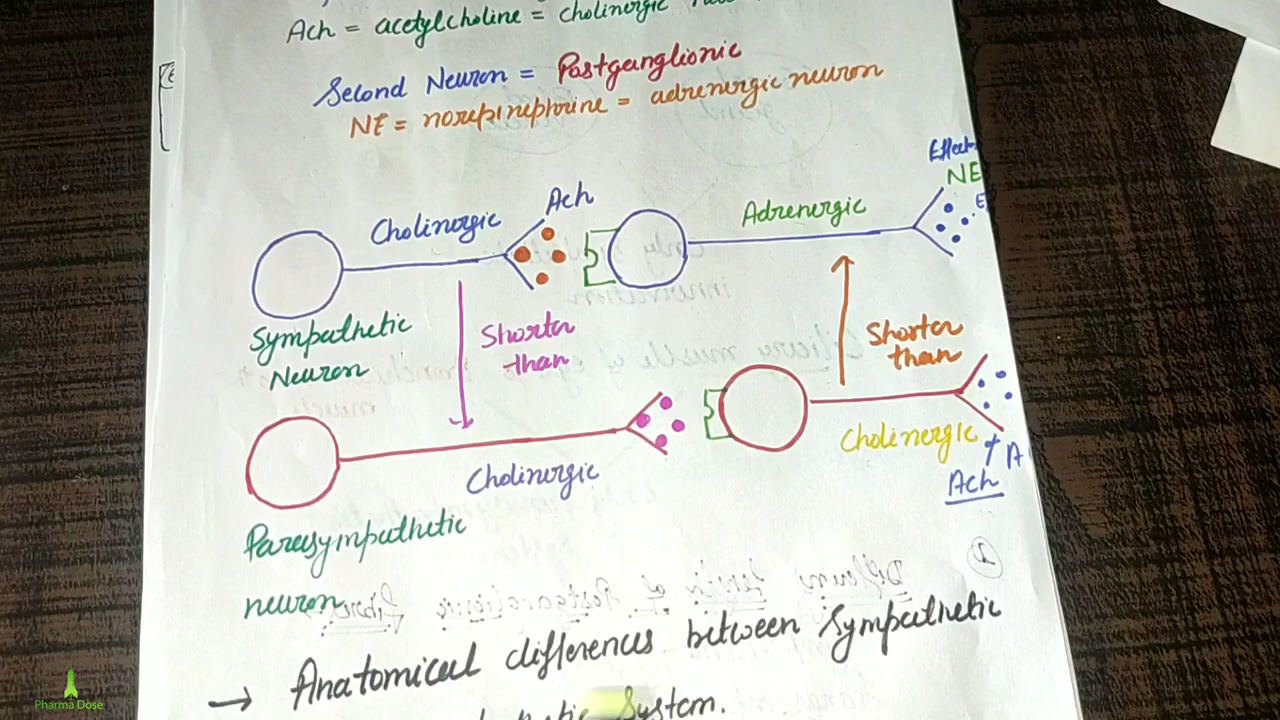 Ach = acetylcholine = cholinergic
Second Neuron = Postganglionic
NE = norepinephrine = adrenergic neuron
Effect
NE
E
Ach
Cholinergic
Adrenergic
Sympathetic
Neuron
Shorter
than
Shorter
than
Cholinergic
Cholinergic
A
Ach
Parasympathetic
neuron
→ Anatomical differences between Sympathetic
System.
Pharma Dose